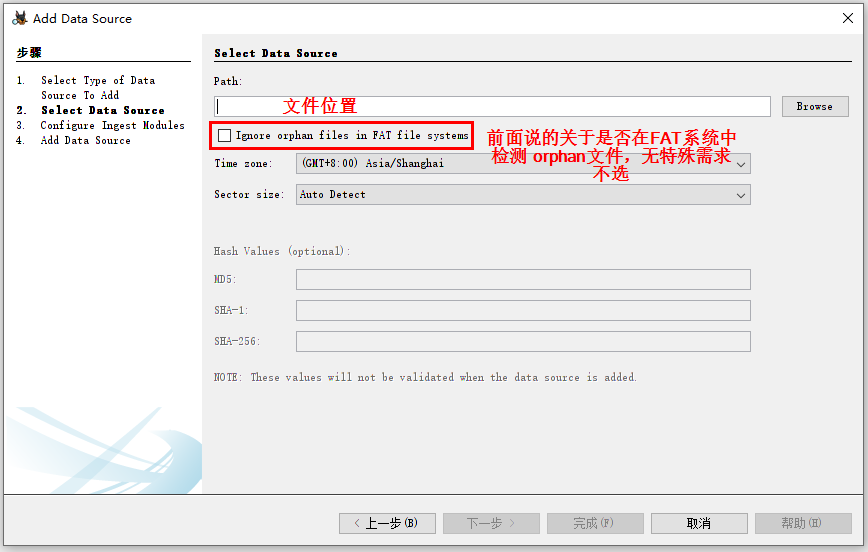 Add Data Source
步骤
1. Select Type of Data
Source To Add
2. Select Data Source
3. Configure Ingest Modules
4. Add Data Source
Select Data Source
Path:
文件位置
Browse
Ignore orphan files in FAT file systems
前面说的关于是否在FAT系统中
检测 orphan文件，无特殊需求
不选
Time zone: (GMT+8:00) Asia/Shanghai
Sector size: Auto Detect
Hash Values (optional):
MD5:
SHA-1:
SHA-256:
NOTE: These values will not be validated when the data source is added.
< 上一步(B)
下一步 >
完成(F)
取消
帮助(H)